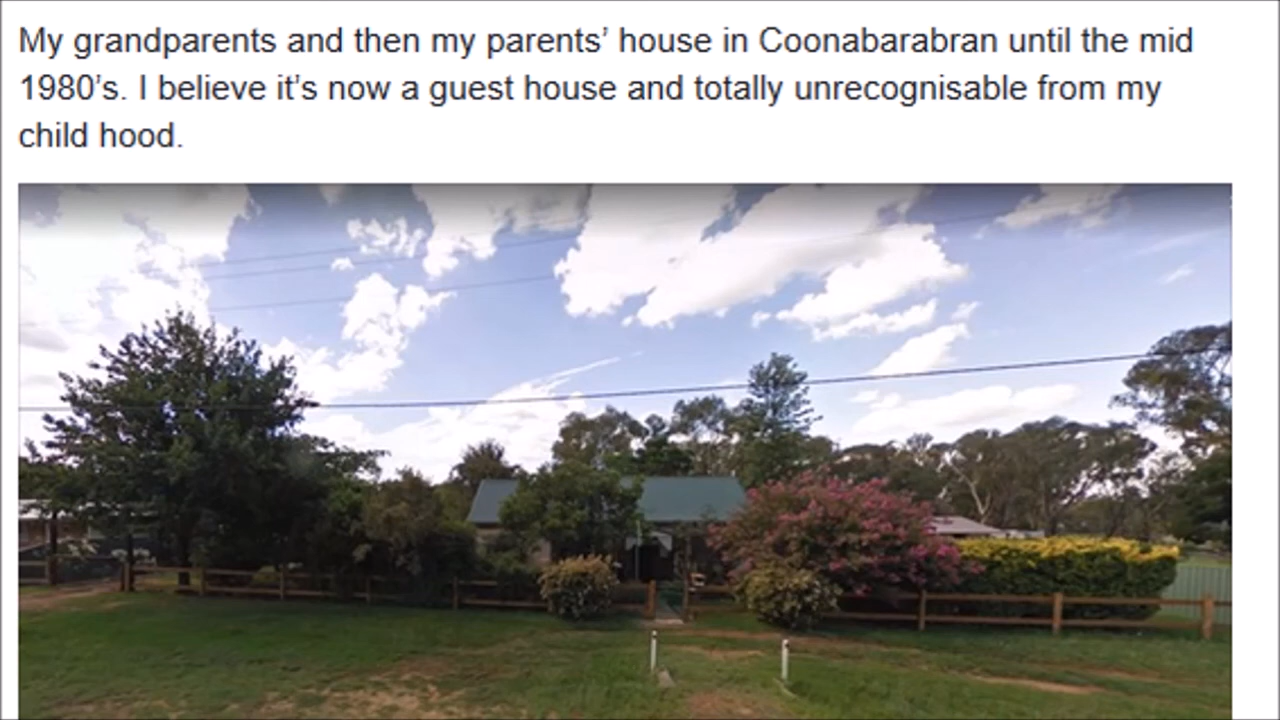 My grandparents and then my parents’ house in Coonabarabran until the mid
1980’s. I believe it’s now a guest house and totally unrecognisable from my
child hood.